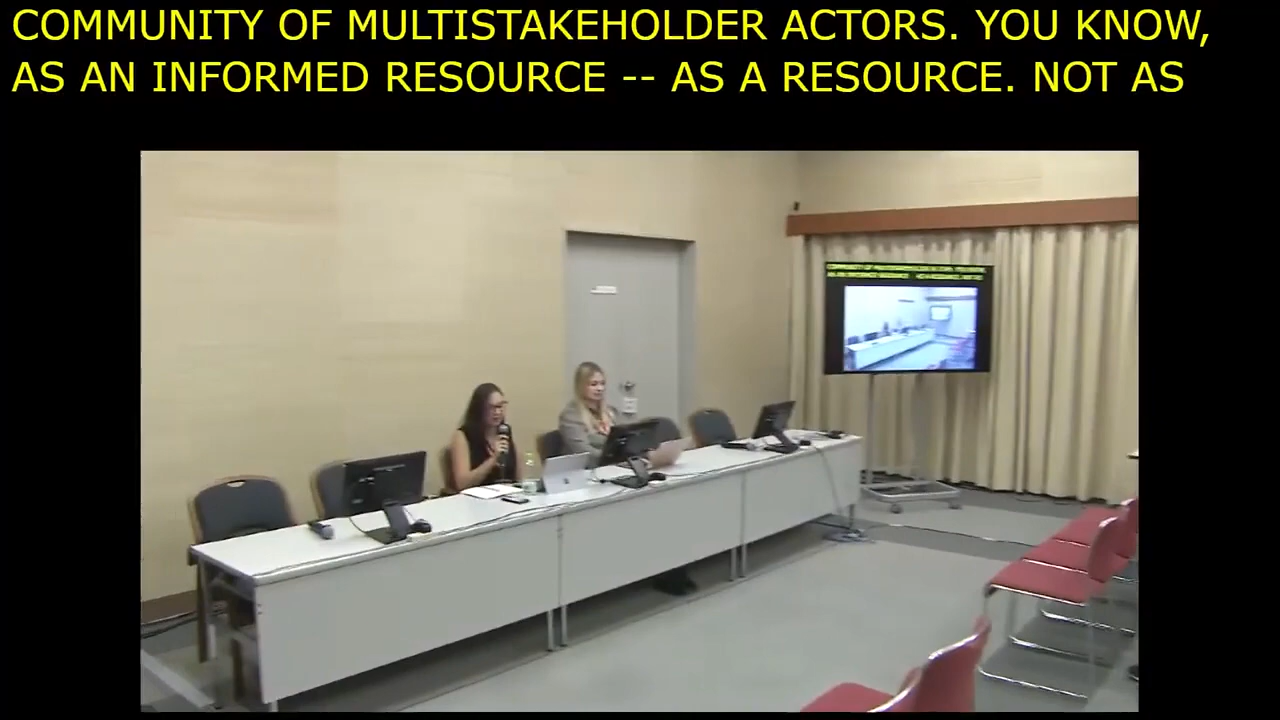 COMMUNITY OF MULTISTAKEHOLDER ACTORS. YOU KNOW,
AS AN INFORMED RESOURCE -- AS A RESOURCE. NOT AS